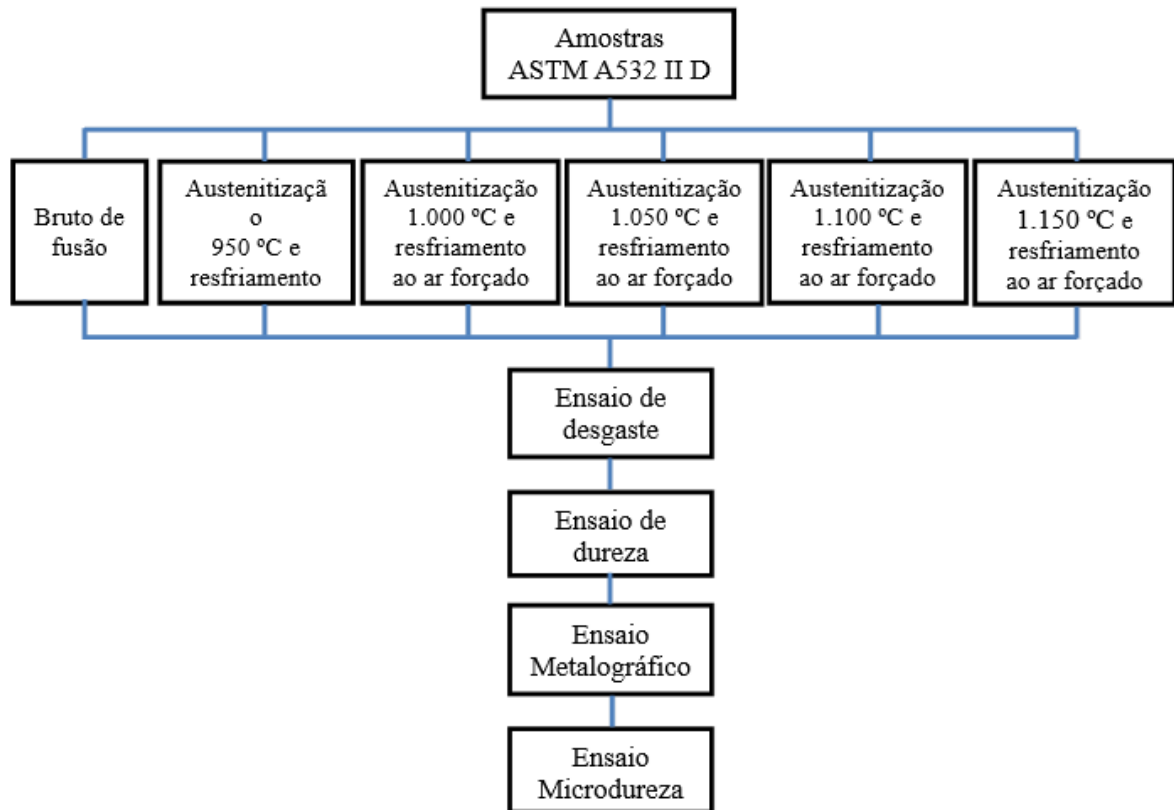 Amostras
ASTM A532 II D
Bruto de
fusão
Austenitizaçã
o
950 ºC e
resfriamento
Austenitização
1.000 ºC e
resfriamento
ao ar forçado
Austenitização
1.050 ºC e
resfriamento
ao ar forçado
Austenitização
1.100 ºC e
resfriamento
ao ar forçado
Austenitização
1.150 ºC e
resfriamento
ao ar forçado
Ensaio de
desgaste
Ensaio de
dureza
Ensaio
Metalográfico
Ensaio
Microdureza